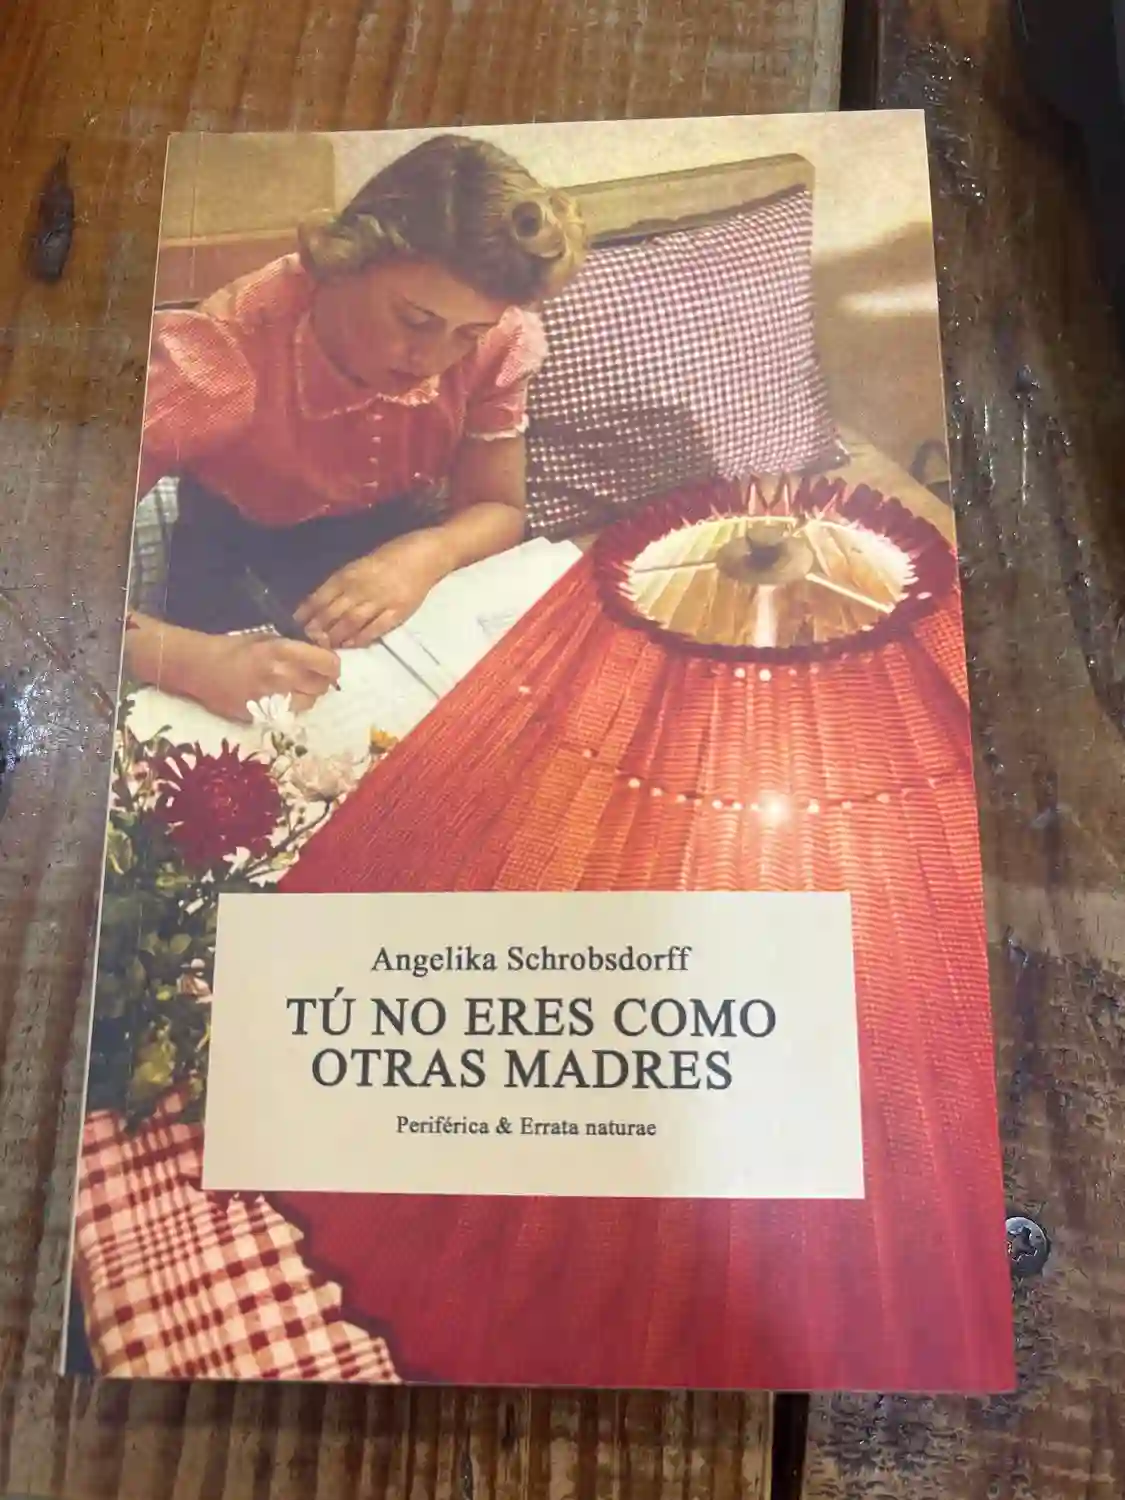 Angelika Schrobsdorff
TÚ NO ERES COMO
OTRAS MADRES
Periférica & Errata naturae